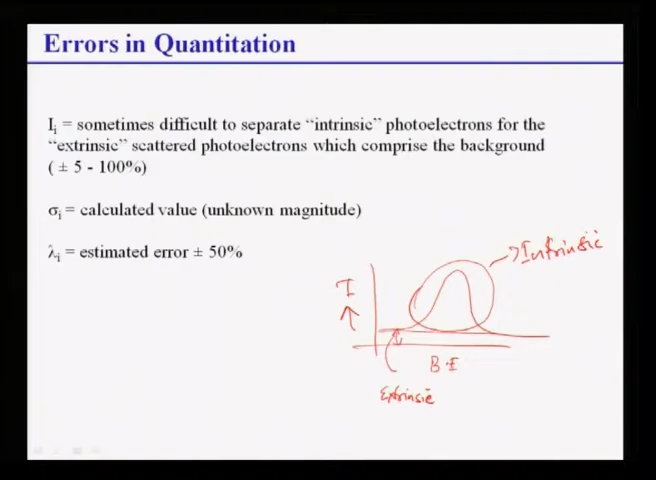 Errors in Quantitation
Iᵢ = sometimes difficult to separate “intrinsic” photoelectrons for the
“extrinsic” scattered photoelectrons which comprise the background
( ± 5 - 100%)
σᵢ = calculated value (unknown magnitude)
λᵢ = estimated error ± 50%
Intrinsic
I
B.E
Extrinsic